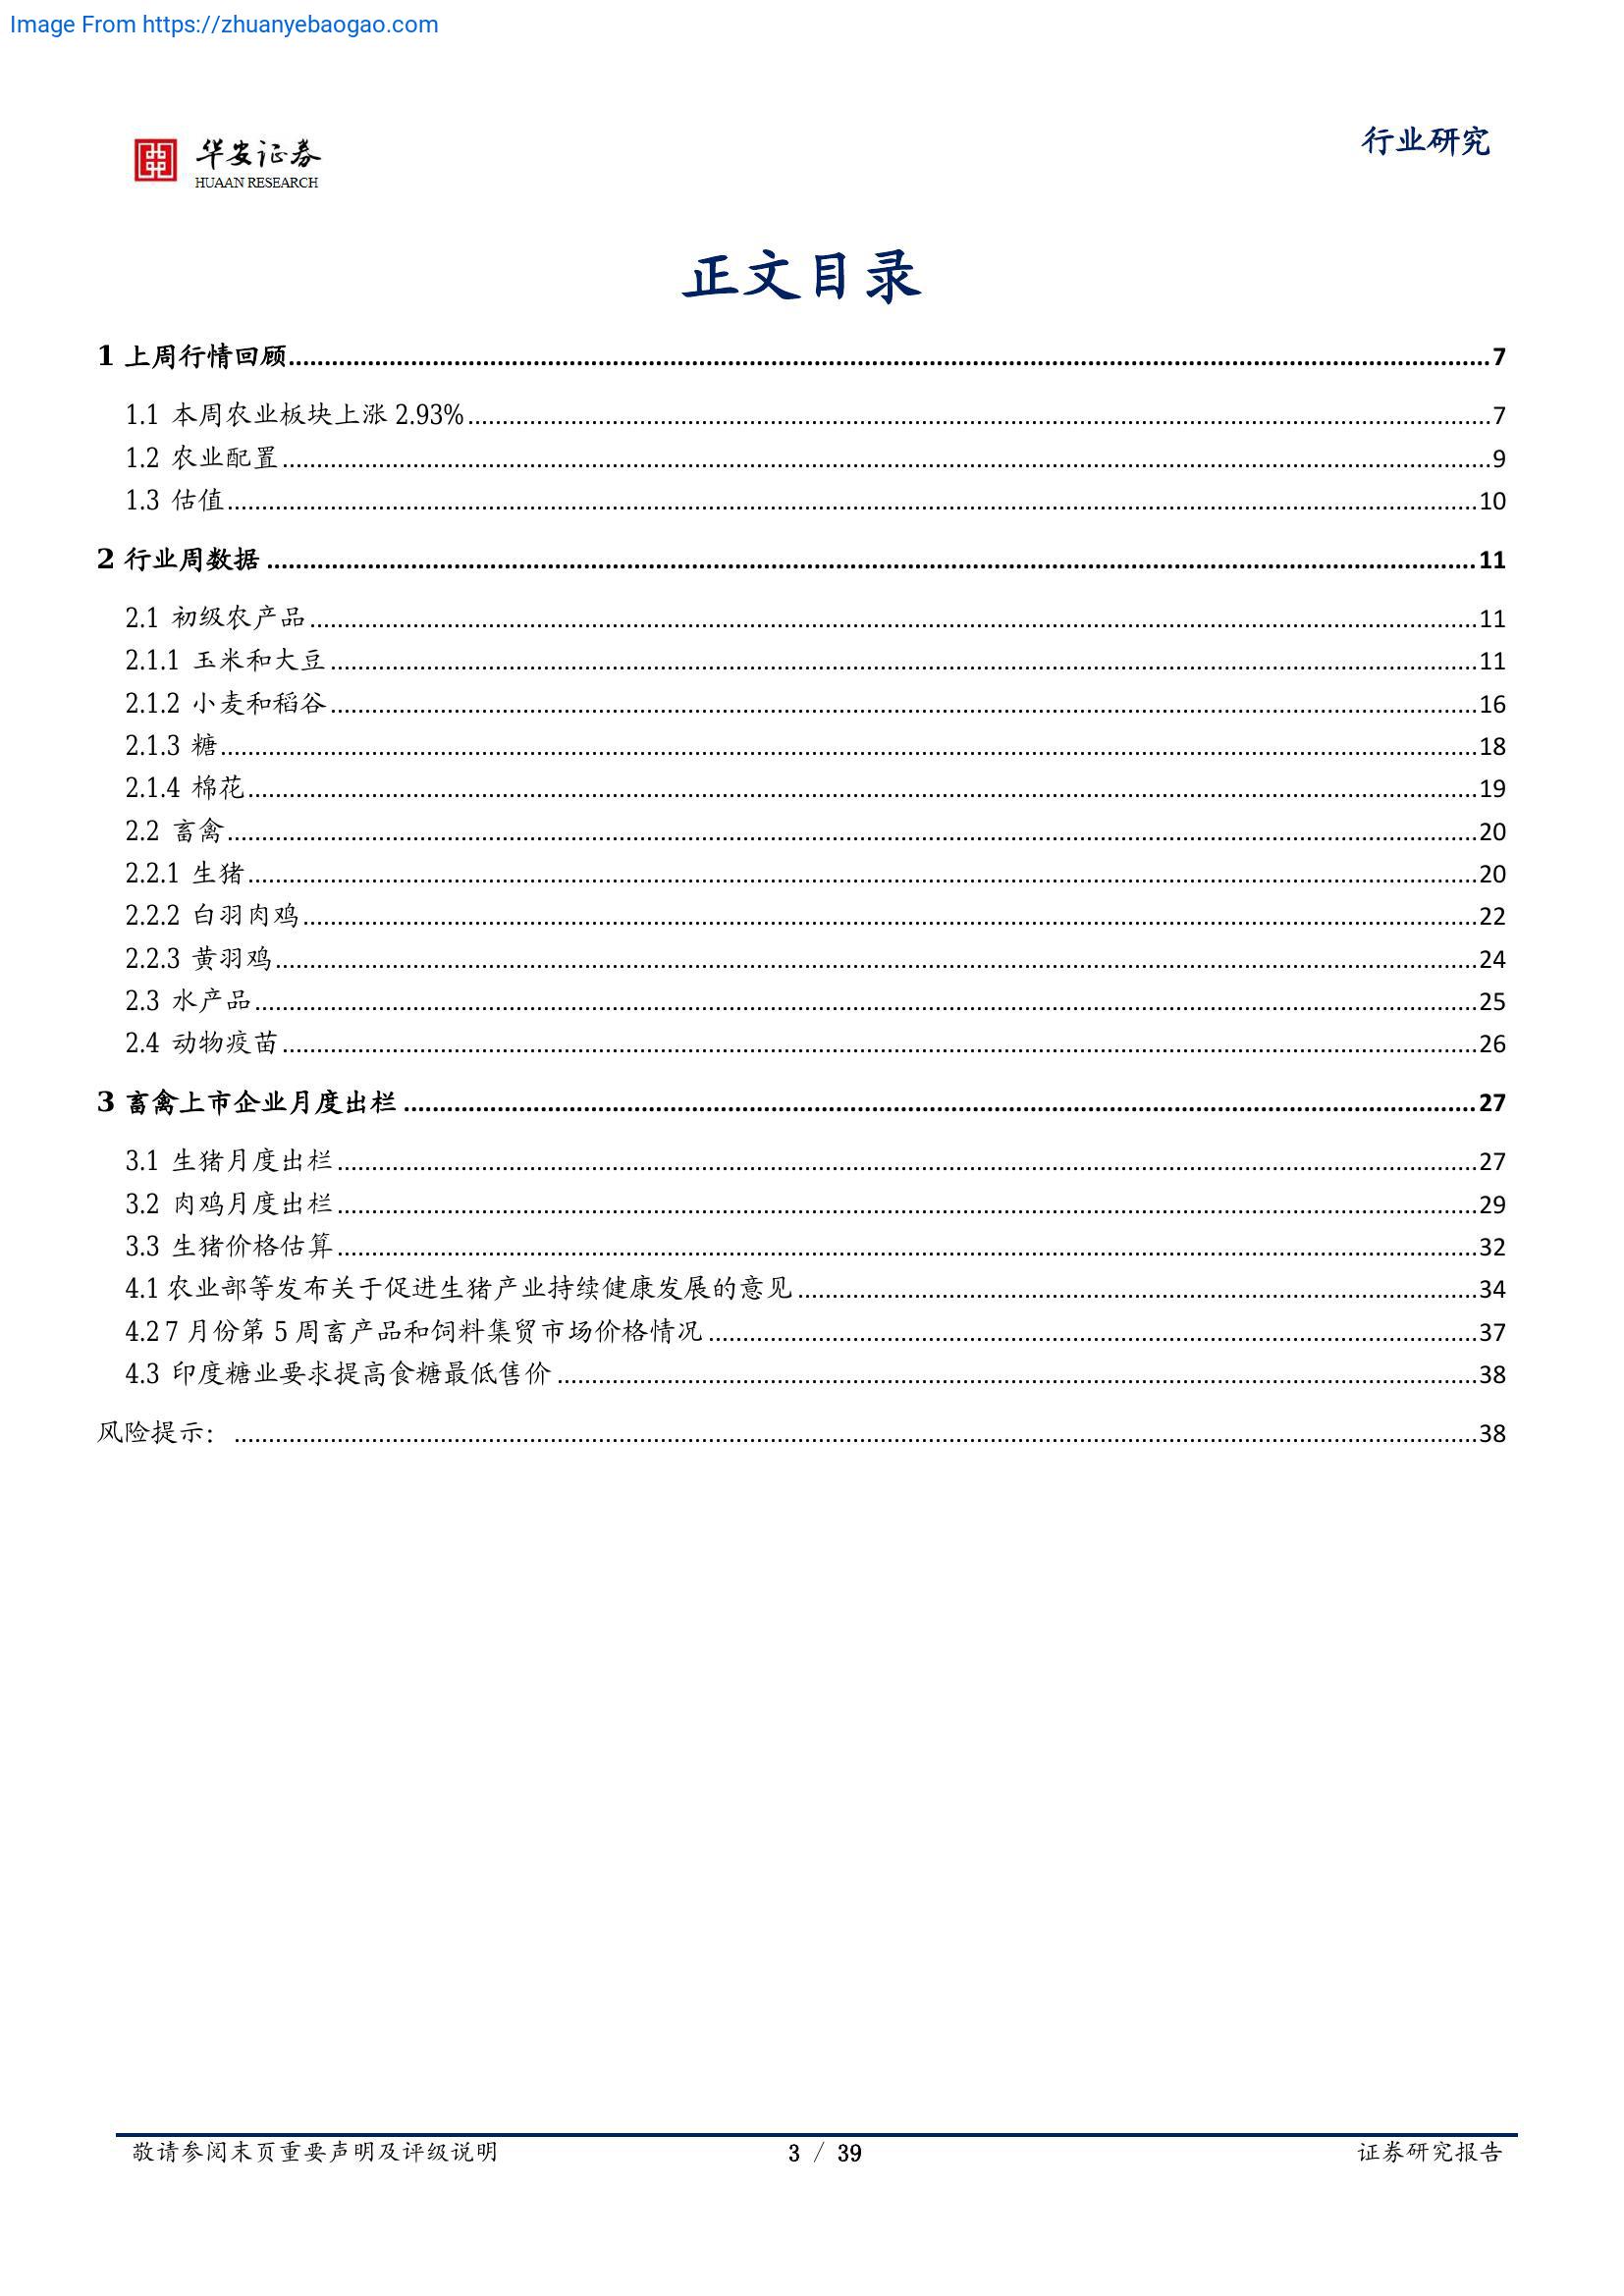 Image From https://zhuanyebaogao.com
华安证券
HUAAN RESEARCH
行业研究
正文目录
1 上周行情回顾 7
1.1 本周农业板块上涨 2.93% 7
1.2 农业配置 9
1.3 估值 10
2 行业周数据 11
2.1 初级农产品 11
2.1.1 玉米和大豆 11
2.1.2 小麦和稻谷 16
2.1.3 糖 18
2.1.4 棉花 19
2.2 畜禽 20
2.2.1 生猪 20
2.2.2 白羽肉鸡 22
2.2.3 黄羽鸡 24
2.3 水产品 25
2.4 动物疫苗 26
3 畜禽上市企业月度出栏 27
3.1 生猪月度出栏 27
3.2 肉鸡月度出栏 29
3.3 生猪价格估算 32
4.1 农业部等发布关于促进生猪产业持续健康发展的意见 34
4.2 7 月份第 5 周畜产品和饲料集贸市场价格情况 37
4.3 印度糖业要求提高食糖最低售价 38
风险提示： 38
敬请参阅末页重要声明及评级说明
3 / 39
证券研究报告